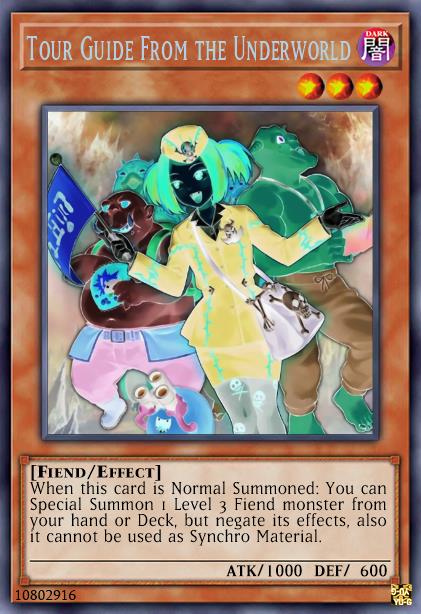 TOUR GUIDE FROM THE UNDERWORLD
DARK
闇
[FIEND/EFFECT]
When this card is Normal Summoned: You can
Special Summon 1 Level 3 Fiend monster from
your hand or Deck, but negate its effects, also
it cannot be used as Synchro Material.
ATK/1000 DEF/ 600
10802916